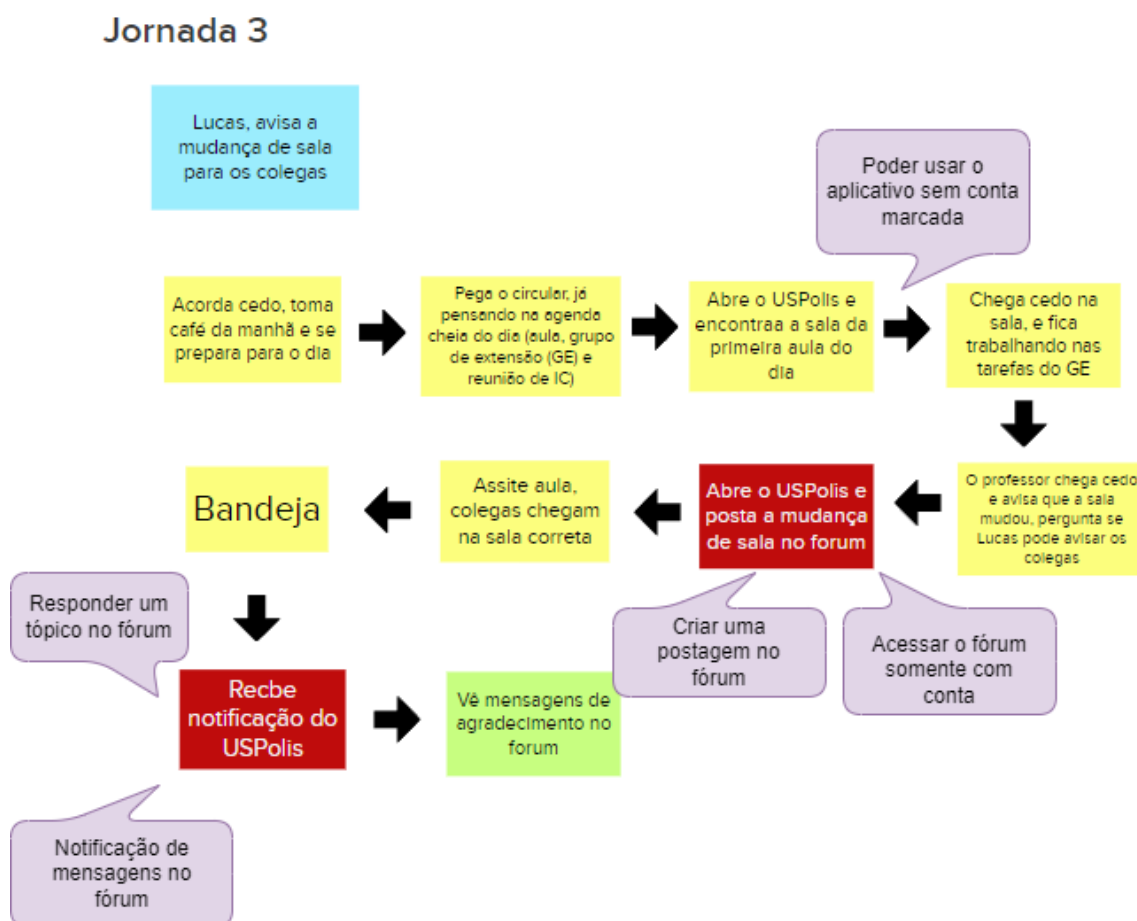 Jornada 3
Lucas, avisa a
mudança de sala
para os colegas
Poder usar o
aplicativo sem conta
marcada
Acorda cedo, toma
café da manhã e se
prepara para o dia
Pega o circular, já
pensando na agenda
cheia do dia (aula, grupo
de extensão (GE) e
reunião de IC)
Abre o USPolis e
encontraa a sala da
primeira aula do
dia
Chega cedo na
sala, e fica
trabalhando nas
tarefas do GE
O professor chega cedo
e avisa que a sala
mudou, pergunta se
Lucas pode avisar os
colegas
Abre o USPolis e
posta a mudança
de sala no forum
Criar uma
postagem no
fórum
Acessar o fórum
somente com
conta
Assite aula,
colegas chegam
na sala correta
Bandeja
Responder um
tópico no fórum
Recbe
notificação do
USPolis
Notificação de
mensagens no
fórum
Vê mensagens de
agradecimento no
forum